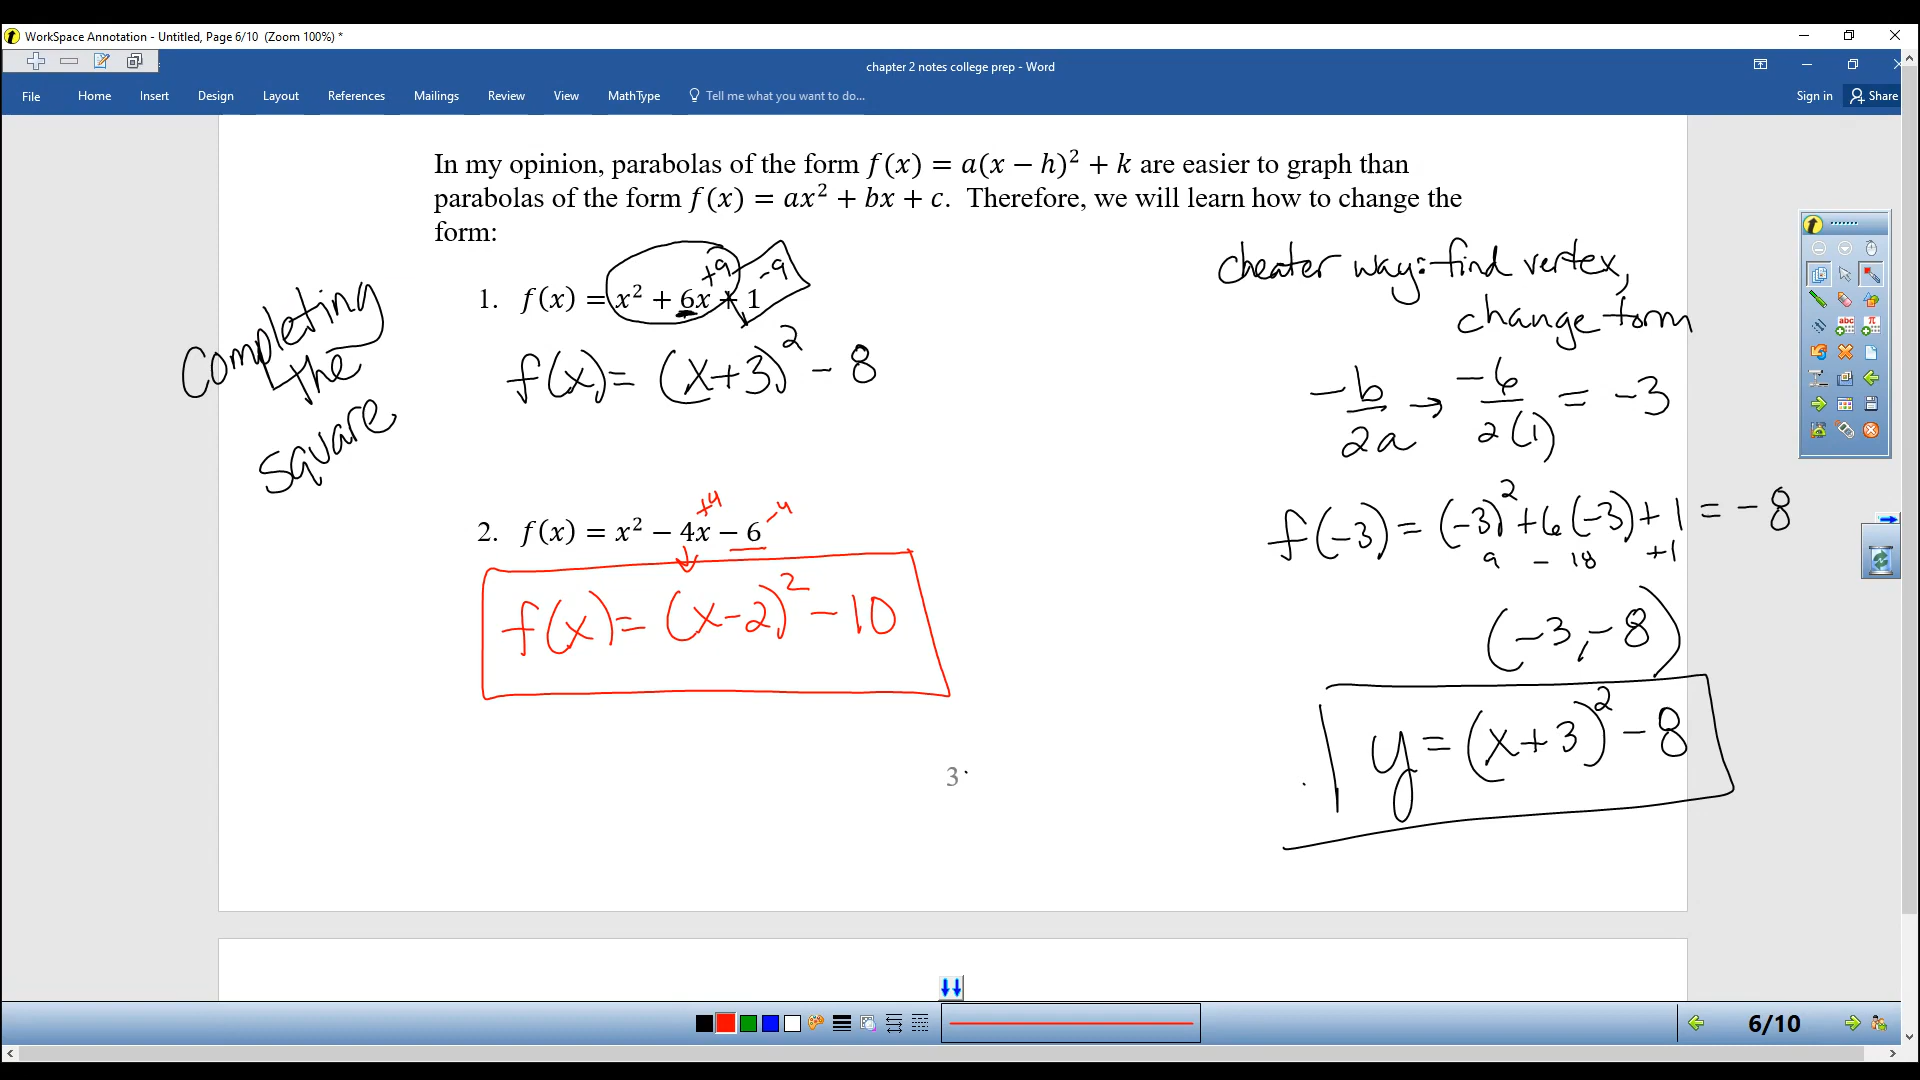 WorkSpace Annotation - Untitled, Page 6/10 (Zoom 100%) *
chapter 2 notes college prep - Word
File Home Insert Design Layout References Mailings Review View MathType Tell me what you want to do... Sign in Share
In my opinion, parabolas of the form f(x) = a(x − h)² + k are easier to graph than
parabolas of the form f(x) = ax² + bx + c. Therefore, we will learn how to change the
form:
Completing
the
square
+9 -9
1. f(x) = x² + 6x + 1
f(x) = (x+3)² - 8
+4 -4
2. f(x) = x² − 4x − 6
f(x) = (x-2)² - 10
cheater way: find vertex,
change form
-b/2a → -6/2(1) = -3
f(-3) = (-3)² + 6(-3) + 1 = -8
9 - 18 +1
(-3, -8)
y = (x+3)² - 8
3
6/10